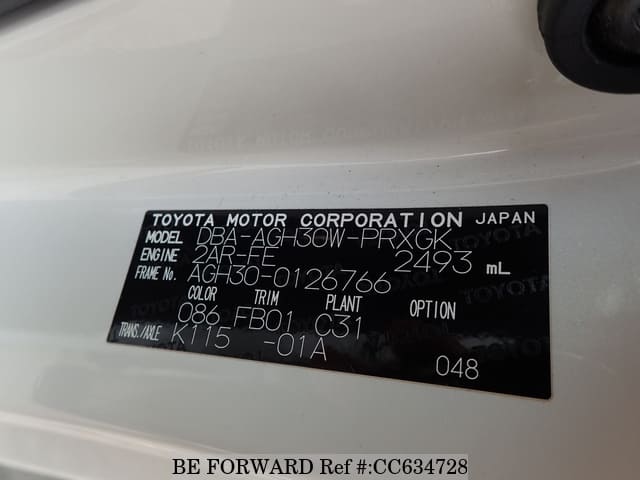 TOYOTA MOTOR CORPORATION JAPAN
MODEL DBA-AGH30W-PRXGK
ENGINE 2AR-FE 2493 mL
FRAME No. AGH30-0126766
COLOR TRIM PLANT OPTION
086 FB01 C31
TRANS./AXLE K115 -01A
048
BE FORWARD Ref #:CC634728